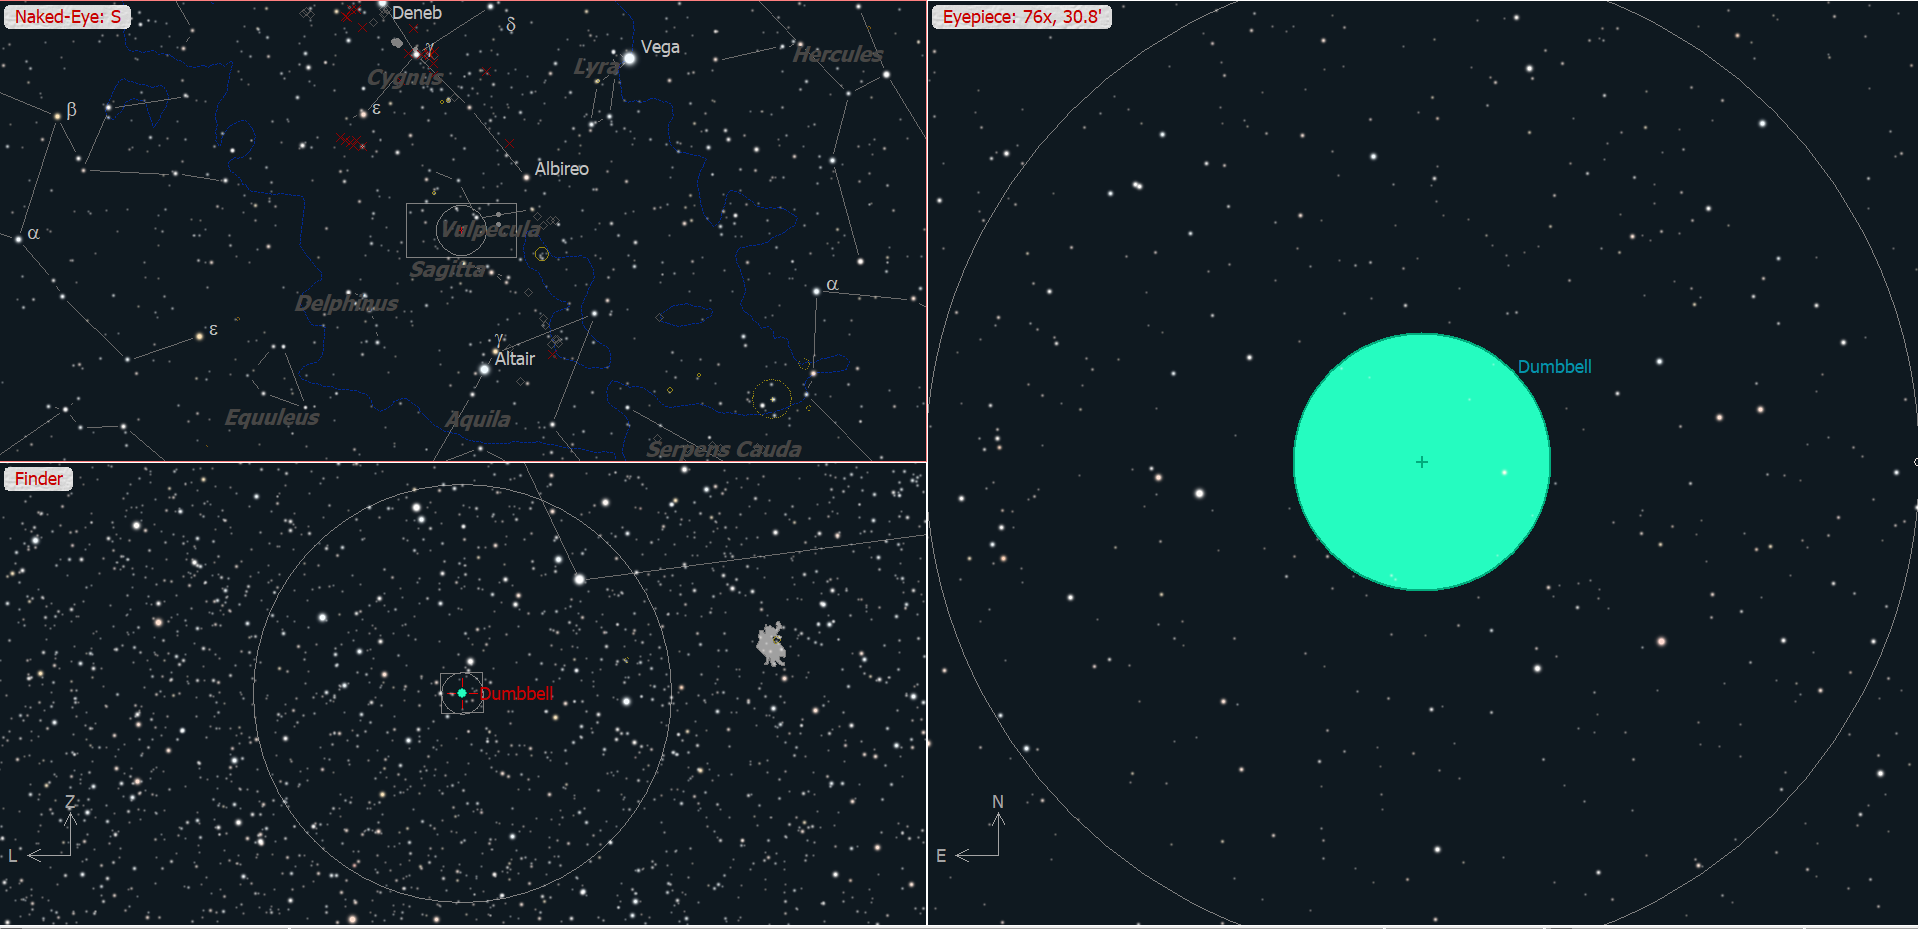 Naked-Eye: S
Deneb
δ
γ
Vega
Lyra
Hercules
Cygnus
β
ε
Albireo
α
Vulpecula
Sagitta
α
Delphinus
ε
γ
Altair
Equuleus
Aquila
Serpens Cauda
Finder
Dumbbell
Z
L
Eyepiece: 76x, 30.8'
Dumbbell
N
E